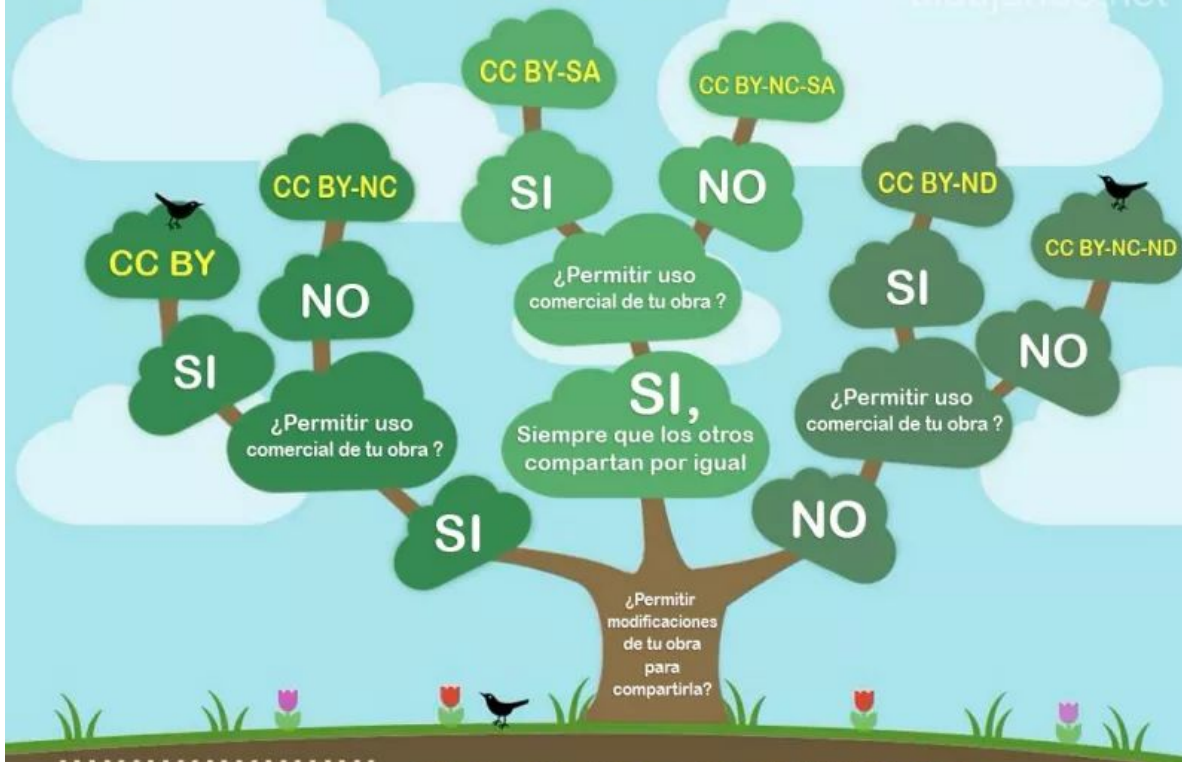 CC BY-SA
CC BY-NC-SA
CC BY-NC
CC BY-ND
CC BY
CC BY-NC-ND
SI
NO
¿Permitir uso
comercial de tu obra ?
NO
SI
SI
NO
¿Permitir uso
comercial de tu obra ?
SI,
Siempre que los otros
compartan por igual
¿Permitir uso
comercial de tu obra ?
SI
NO
¿Permitir
modificaciones
de tu obra
para
compartirla?